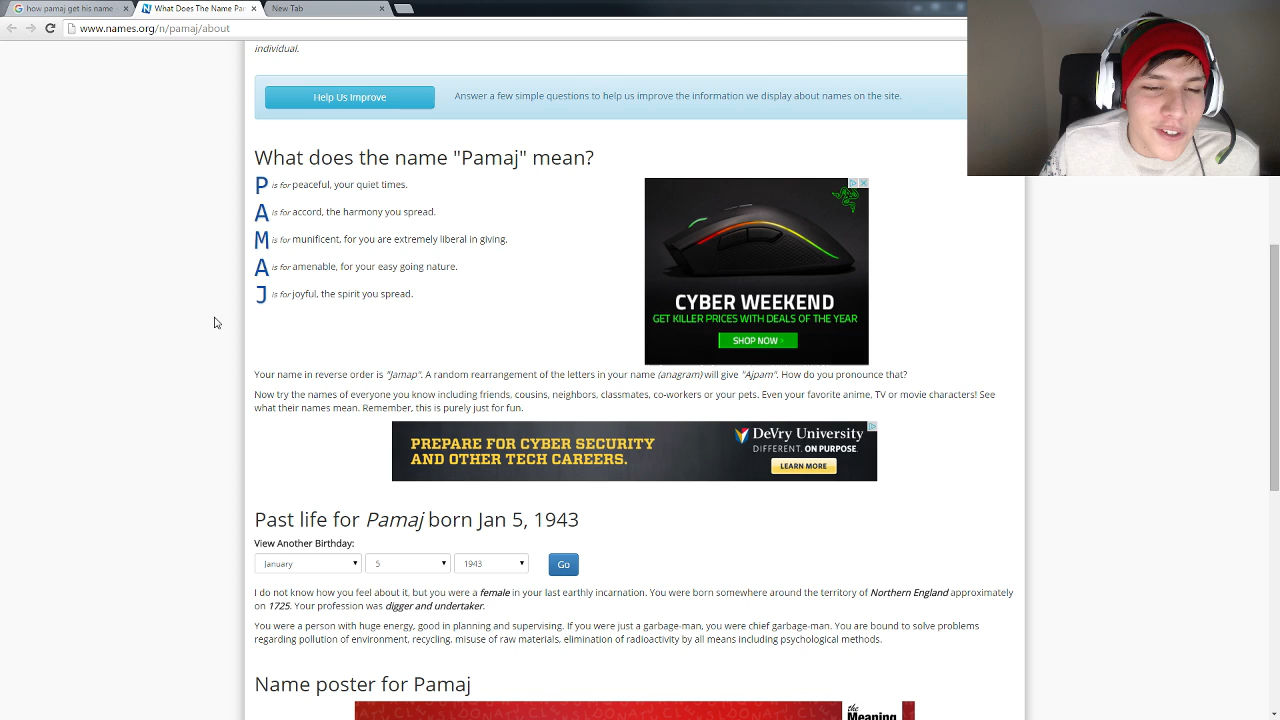 how pamaj get his name -
What Does The Name Pa
New Tab
www.names.org/n/pamaj/about
individual.
Help Us Improve
Answer a few simple questions to help us improve the information we display about names on the site.
What does the name "Pamaj" mean?
P is for peaceful, your quiet times.
A is for accord, the harmony you spread.
M is for munificent, for you are extremely liberal in giving.
A is for amenable, for your easy going nature.
J is for joyful, the spirit you spread.
CYBER WEEKEND
GET KILLER PRICES WITH DEALS OF THE YEAR
SHOP NOW >
Your name in reverse order is "Jamap". A random rearrangement of the letters in your name (anagram) will give "Ajpam". How do you pronounce that?
Now try the names of everyone you know including friends, cousins, neighbors, classmates, co-workers or your pets. Even your favorite anime, TV or movie characters! See
what their names mean. Remember, this is purely just for fun.
PREPARE FOR CYBER SECURITY
AND OTHER TECH CAREERS.
DeVry University
DIFFERENT. ON PURPOSE.
LEARN MORE
Past life for Pamaj born Jan 5, 1943
View Another Birthday:
January
5
1943
Go
I do not know how you feel about it, but you were a female in your last earthly incarnation. You were born somewhere around the territory of Northern England approximately
on 1725. Your profession was digger and undertaker.
You were a person with huge energy, good in planning and supervising. If you were just a garbage-man, you were chief garbage-man. You are bound to solve problems
regarding pollution of environment, recycling, misuse of raw materials, elimination of radioactivity by all means including psychological methods.
Name poster for Pamaj
the
Meaning